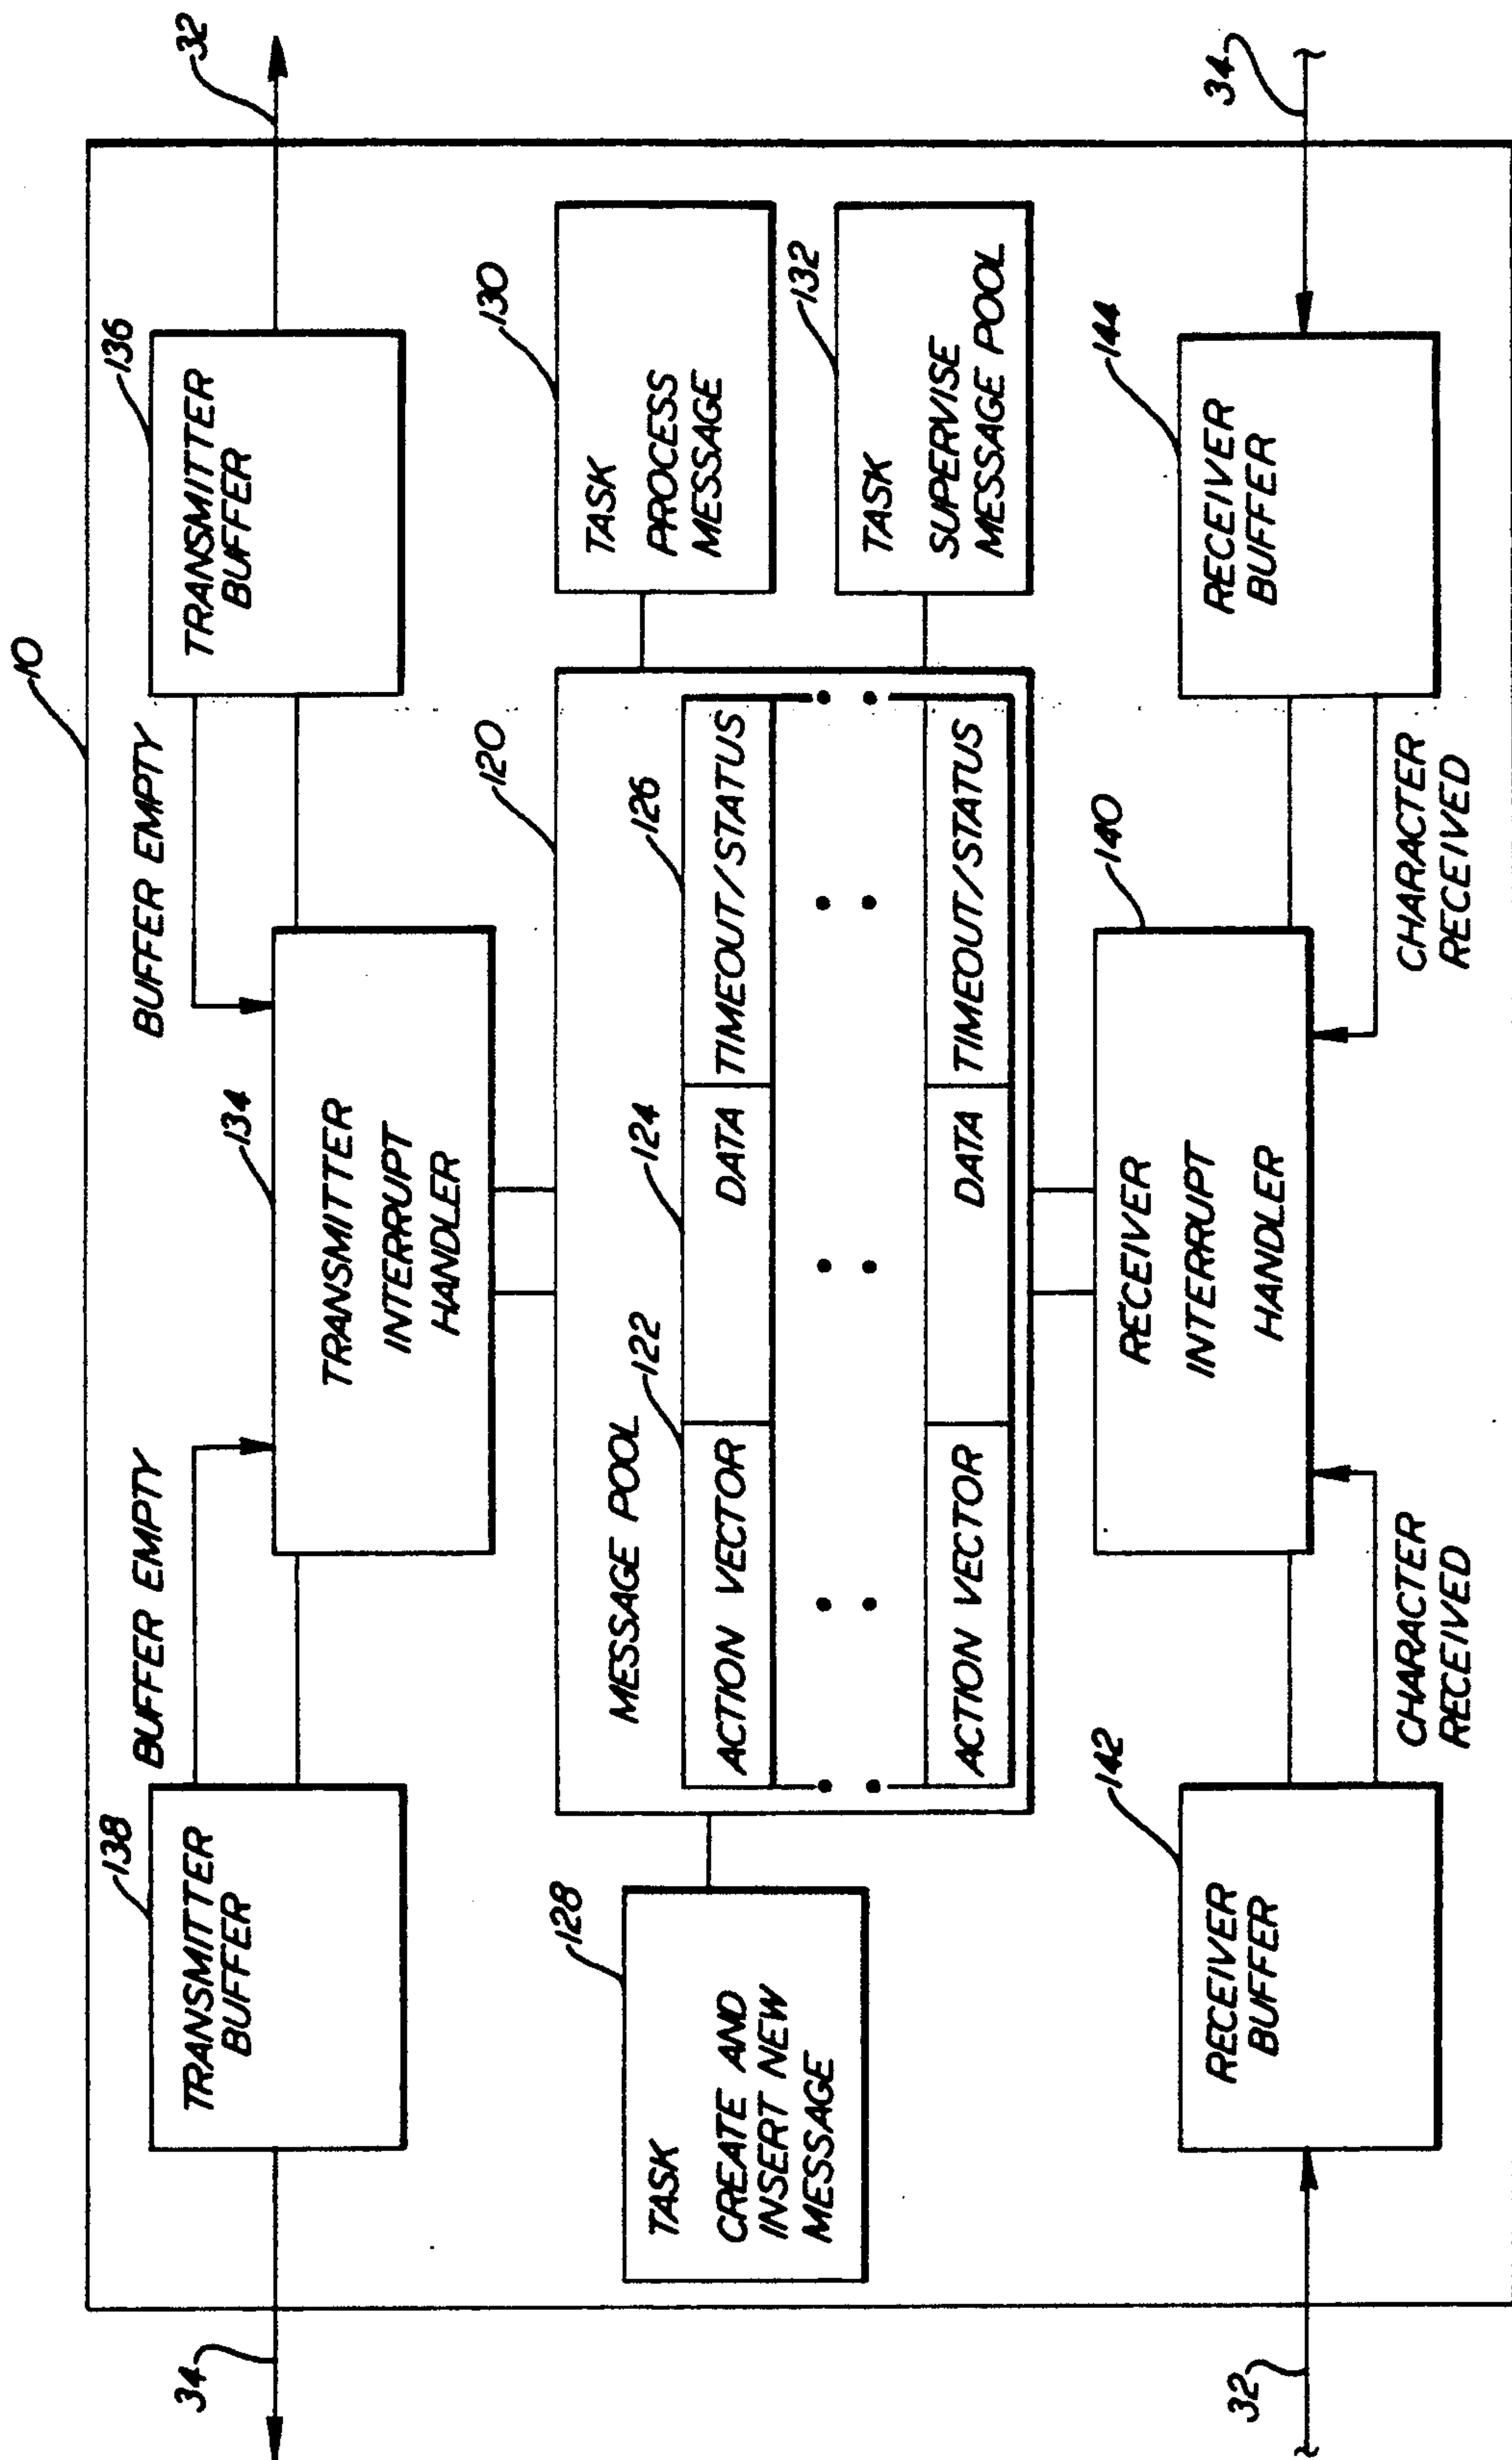 10
34
138
TRANSMITTER
BUFFER
BUFFER EMPTY
134
TRANSMITTER
INTERRUPT
HANDLER
BUFFER EMPTY
136
TRANSMITTER
BUFFER
32
128
TASK
CREATE AND
INSERT NEW
MESSAGE
120
MESSAGE POOL
122
124
126
ACTION VECTOR
DATA
TIMEOUT/STATUS
ACTION VECTOR
DATA
TIMEOUT/STATUS
130
TASK
PROCESS
MESSAGE
132
TASK
SUPERVISE
MESSAGE POOL
32
142
RECEIVER
BUFFER
CHARACTER
RECEIVED
140
RECEIVER
INTERRUPT
HANDLER
CHARACTER
RECEIVED
144
RECEIVER
BUFFER
34